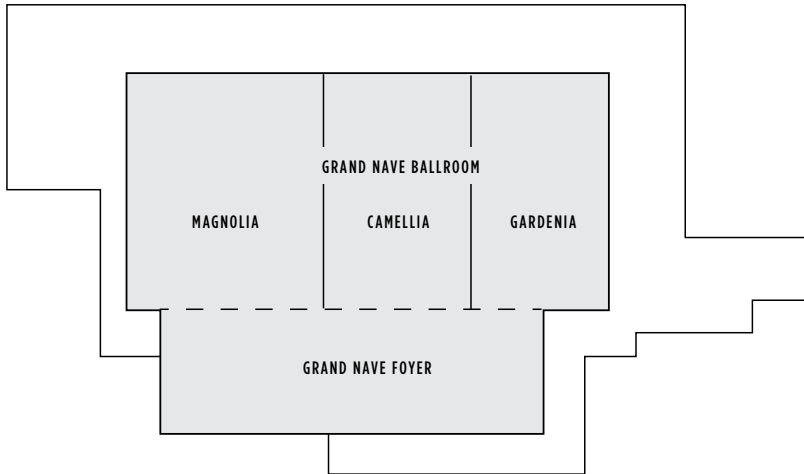 GRAND NAVE BALLROOM
MAGNOLIA
CAMELLIA
GARDENIA
GRAND NAVE FOYER